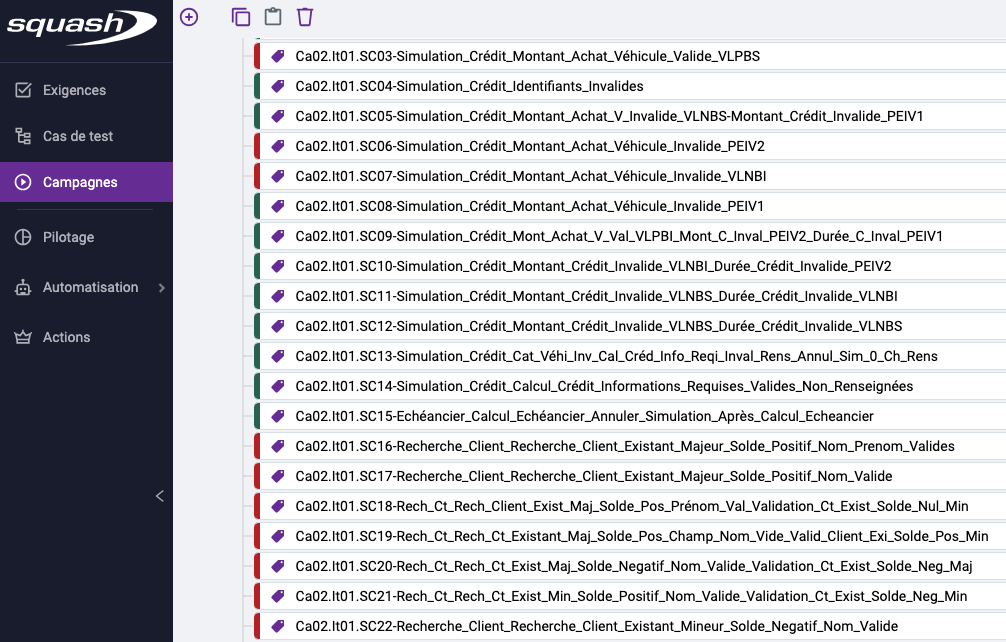 squash
Exigences
Cas de test
Campagnes
Pilotage
Automatisation
Actions
Ca02.It01.SC03-Simulation_Crédit_Montant_Achat_Véhicule_Valide_VLPBS
Ca02.It01.SC04-Simulation_Crédit_Identifiants_Invalides
Ca02.It01.SC05-Simulation_Crédit_Montant_Achat_V_Invalide_VLNBS-Montant_Crédit_Invalide_PEIV1
Ca02.It01.SC06-Simulation_Crédit_Montant_Achat_Véhicule_Invalide_PEIV2
Ca02.It01.SC07-Simulation_Crédit_Montant_Achat_Véhicule_Invalide_VLNBI
Ca02.It01.SC08-Simulation_Crédit_Montant_Achat_Véhicule_Invalide_PEIV1
Ca02.It01.SC09-Simulation_Crédit_Mont_Achat_V_Val_VLPBI_Mont_C_Inval_PEIV2_Durée_C_Inval_PEIV1
Ca02.It01.SC10-Simulation_Crédit_Montant_Crédit_Invalide_VLNBI_Durée_Crédit_Invalide_PEIV2
Ca02.It01.SC11-Simulation_Crédit_Montant_Crédit_Invalide_VLNBS_Durée_Crédit_Invalide_VLNBI
Ca02.It01.SC12-Simulation_Crédit_Montant_Crédit_Invalide_VLNBS_Durée_Crédit_Invalide_VLNBS
Ca02.It01.SC13-Simulation_Crédit_Cat_Véhi_Inv_Cal_Créd_Info_Reqi_Inval_Rens_Annul_Sim_0_Ch_Rens
Ca02.It01.SC14-Simulation_Crédit_Calcul_Crédit_Informations_Requises_Valides_Non_Renseignées
Ca02.It01.SC15-Echéancier_Calcul_Echéancier_Annuler_Simulation_Après_Calcul_Echeancier
Ca02.It01.SC16-Recherche_Client_Recherche_Client_Existant_Majeur_Solde_Positif_Nom_Prenom_Valides
Ca02.It01.SC17-Recherche_Client_Recherche_Client_Existant_Majeur_Solde_Positif_Nom_Valide
Ca02.It01.SC18-Rech_Ct_Rech_Client_Exist_Maj_Solde_Pos_Prénom_Val_Validation_Ct_Exist_Solde_Nul_Min
Ca02.It01.SC19-Rech_Ct_Rech_Ct_Existant_Maj_Solde_Pos_Champ_Nom_Vide_Valid_Client_Exi_Solde_Pos_Min
Ca02.It01.SC20-Rech_Ct_Rech_Ct_Exist_Maj_Solde_Negatif_Nom_Valide_Validation_Ct_Exist_Solde_Neg_Maj
Ca02.It01.SC21-Rech_Ct_Rech_Ct_Exist_Min_Solde_Positif_Nom_Valide_Validation_Ct_Exist_Solde_Neg_Min
Ca02.It01.SC22-Recherche_Client_Recherche_Client_Existant_Mineur_Solde_Negatif_Nom_Valide